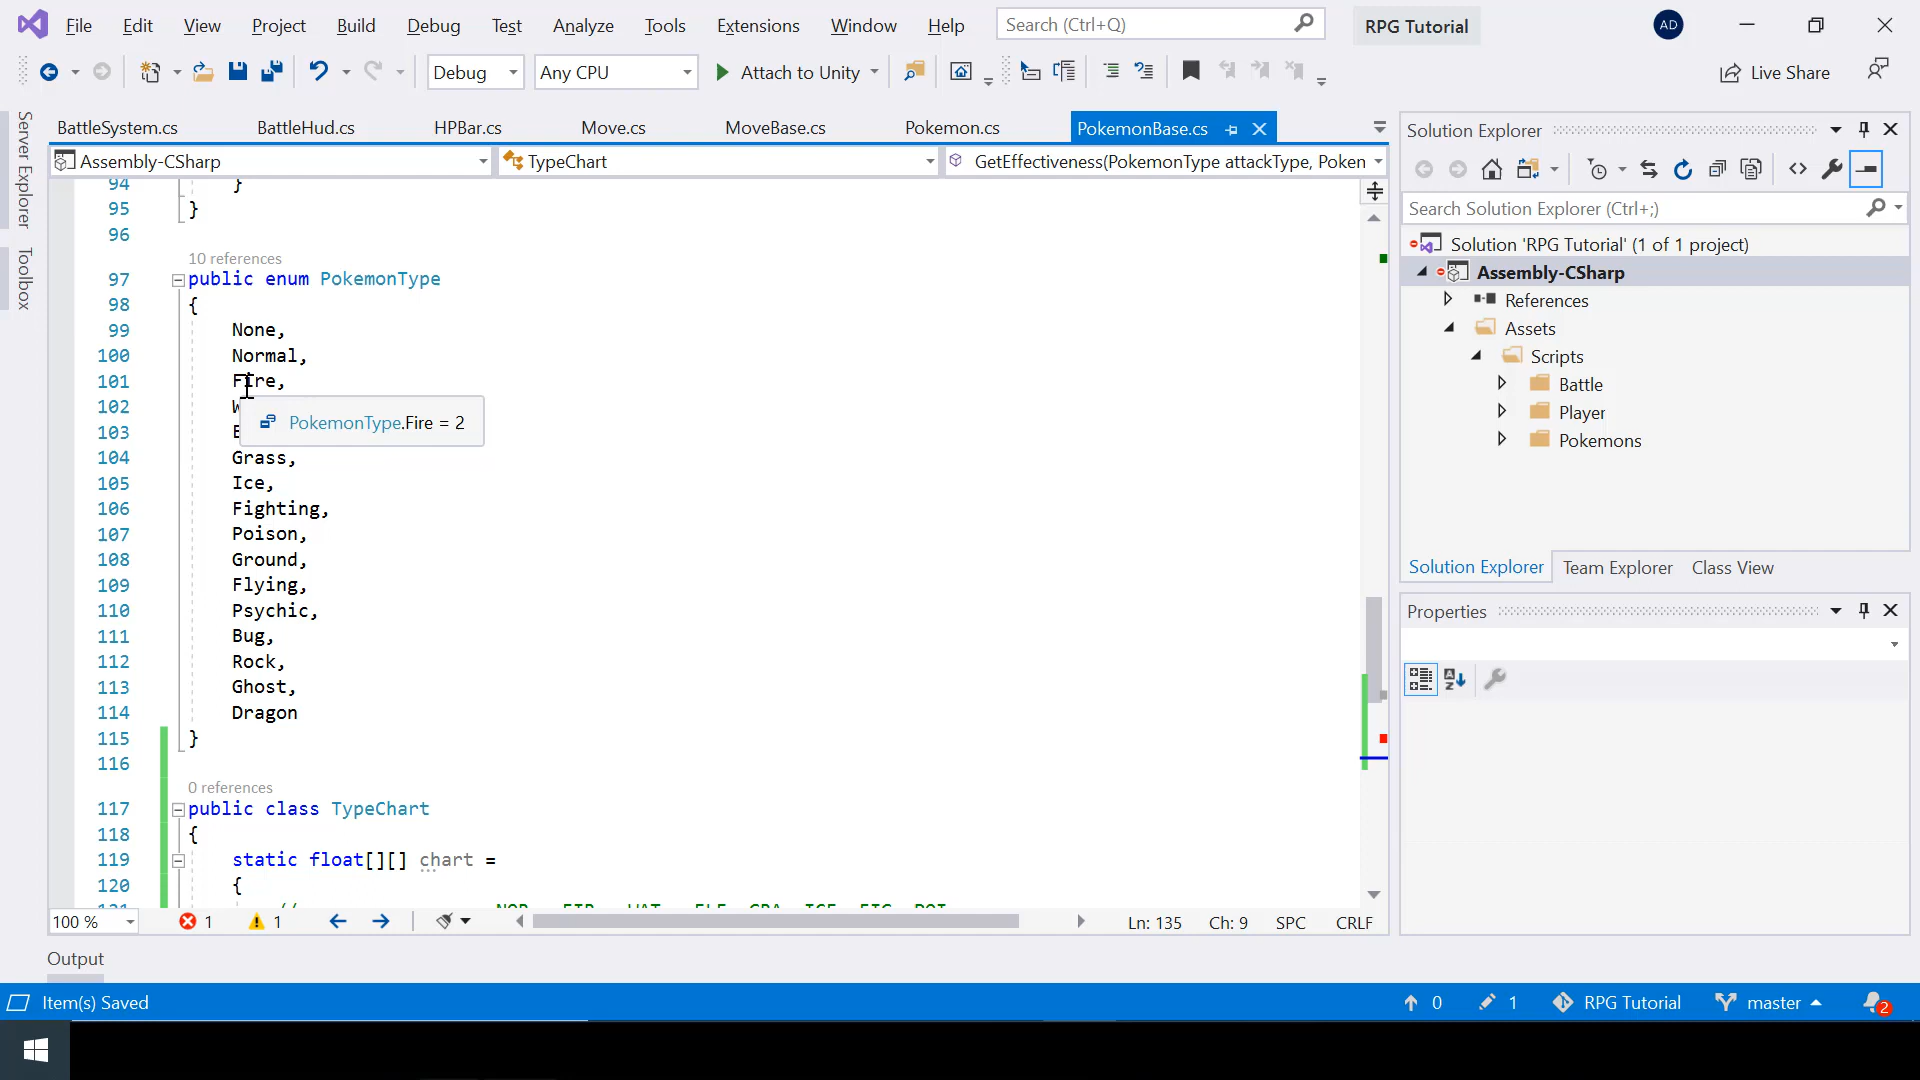 File Edit View Project Build Debug Test Analyze Tools Extensions Window Help Search (Ctrl+Q) RPG Tutorial AD
Debug Any CPU Attach to Unity Live Share
Server Explorer
Toolbox
BattleSystem.cs BattleHud.cs HPBar.cs Move.cs MoveBase.cs Pokemon.cs PokemonBase.cs
Assembly-CSharp TypeChart GetEffectiveness(PokemonType attackType, Poken
94 }
95 }
96
10 references
97 public enum PokemonType
98 {
99 None,
100 Normal,
101 Fire,
102
PokemonType.Fire = 2
103
104 Grass,
105 Ice,
106 Fighting,
107 Poison,
108 Ground,
109 Flying,
110 Psychic,
111 Bug,
112 Rock,
113 Ghost,
114 Dragon
115 }
116
0 references
117 public class TypeChart
118 {
119 static float[][] chart =
120 {
100 % 1 1 Ln: 135 Ch: 9 SPC CRLF
Output
Item(s) Saved 0 1 RPG Tutorial master 2
Solution Explorer
Search Solution Explorer (Ctrl+;)
Solution 'RPG Tutorial' (1 of 1 project)
Assembly-CSharp
References
Assets
Scripts
Battle
Player
Pokemons
Solution Explorer Team Explorer Class View
Properties